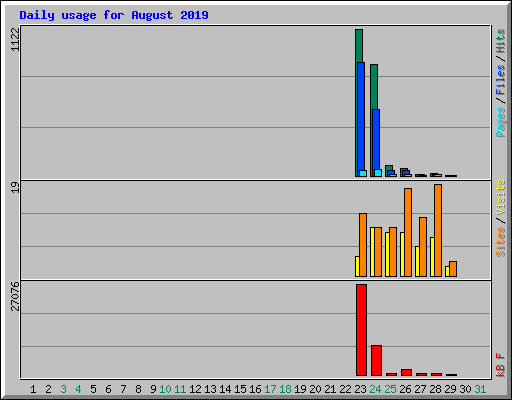 Daily usage for August 2019
1122
19
27076
Pages/Files/Hits
Sites/Visits
kB F
1 2 3 4 5 6 7 8 9 10 11 12 13 14 15 16 17 18 19 20 21 22 23 24 25 26 27 28 29 30 31